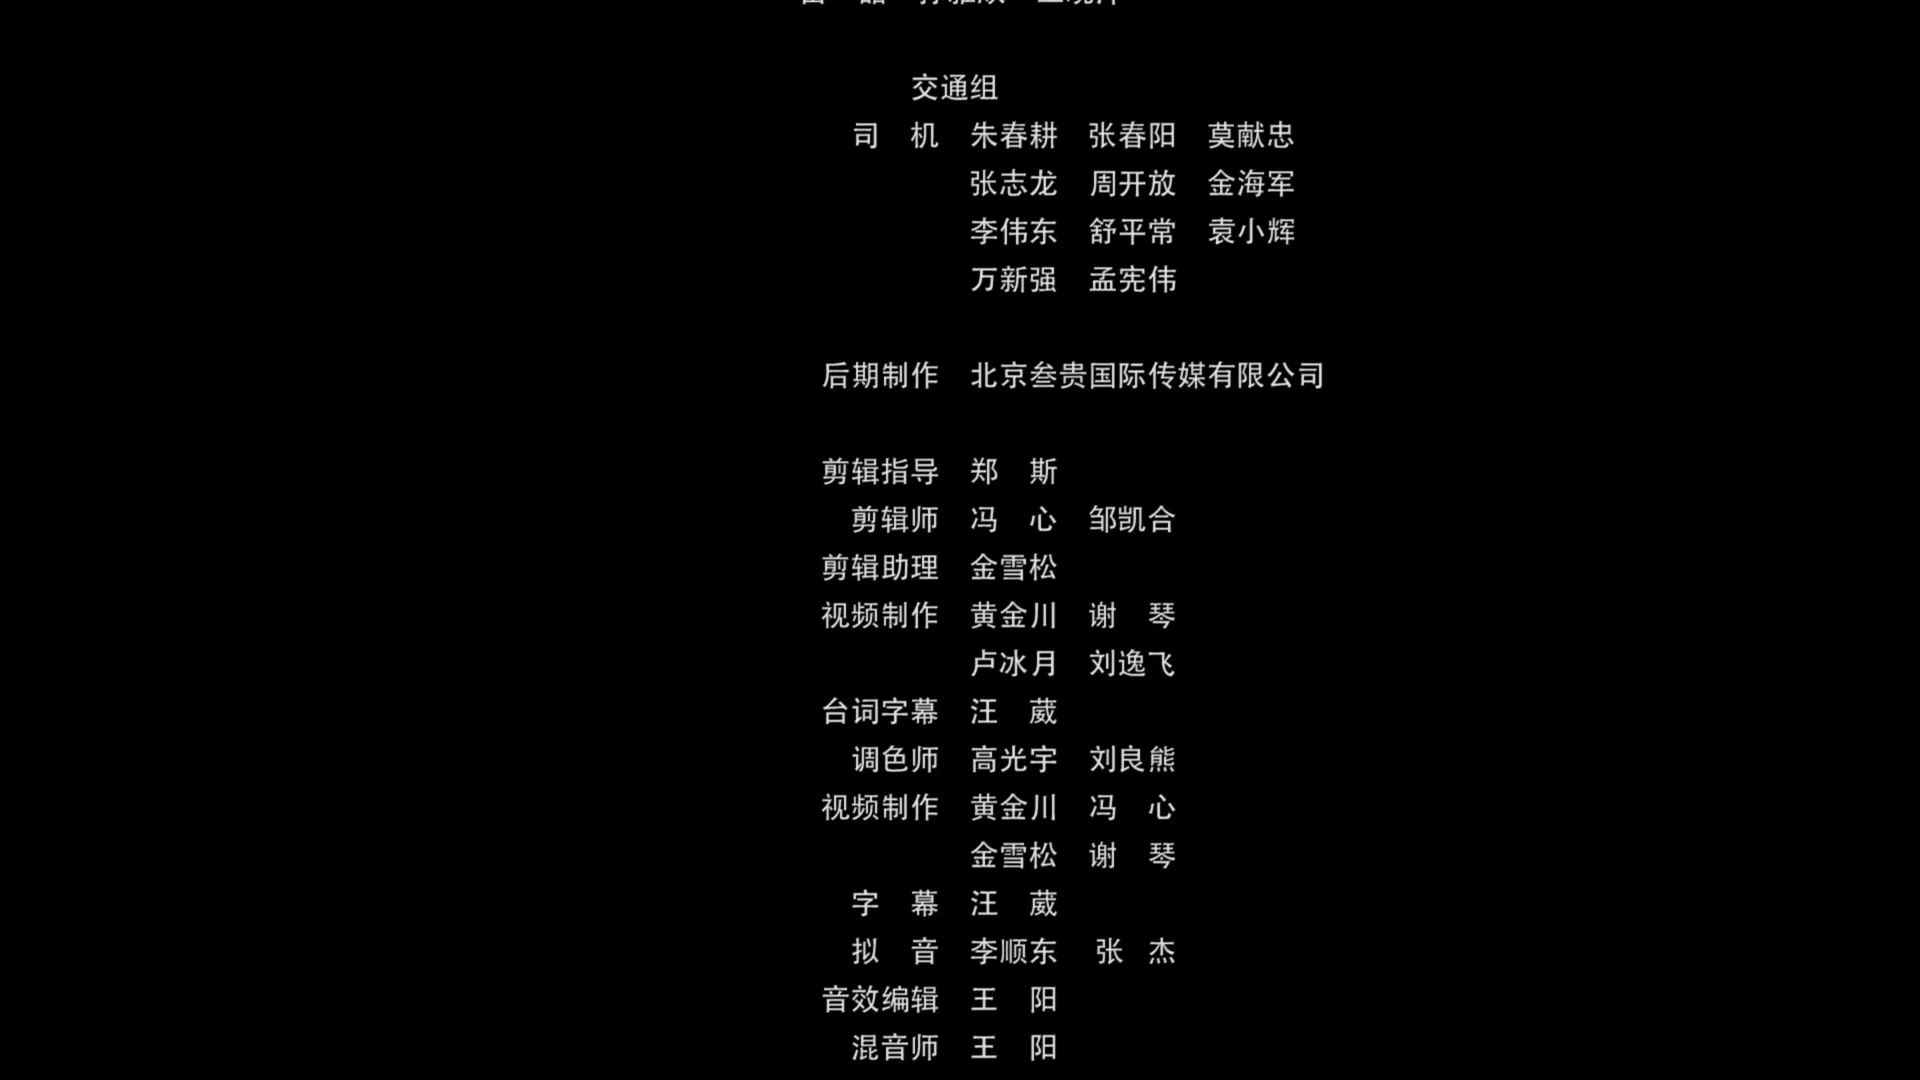 交通组
司 机 朱春耕 张春阳 莫献忠
张志龙 周开放 金海军
李伟东 舒平常 袁小辉
万新强 孟宪伟
后期制作 北京叁贵国际传媒有限公司
剪辑指导 郑 斯
剪辑师 冯 心 邹凯合
剪辑助理 金雪松
视频制作 黄金川 谢 琴
卢冰月 刘逸飞
台词字幕 汪 葳
调色师 高光宇 刘良熊
视频制作 黄金川 冯 心
金雪松 谢 琴
字 幕 汪 葳
拟 音 李顺东 张 杰
音效编辑 王 阳
混音师 王 阳